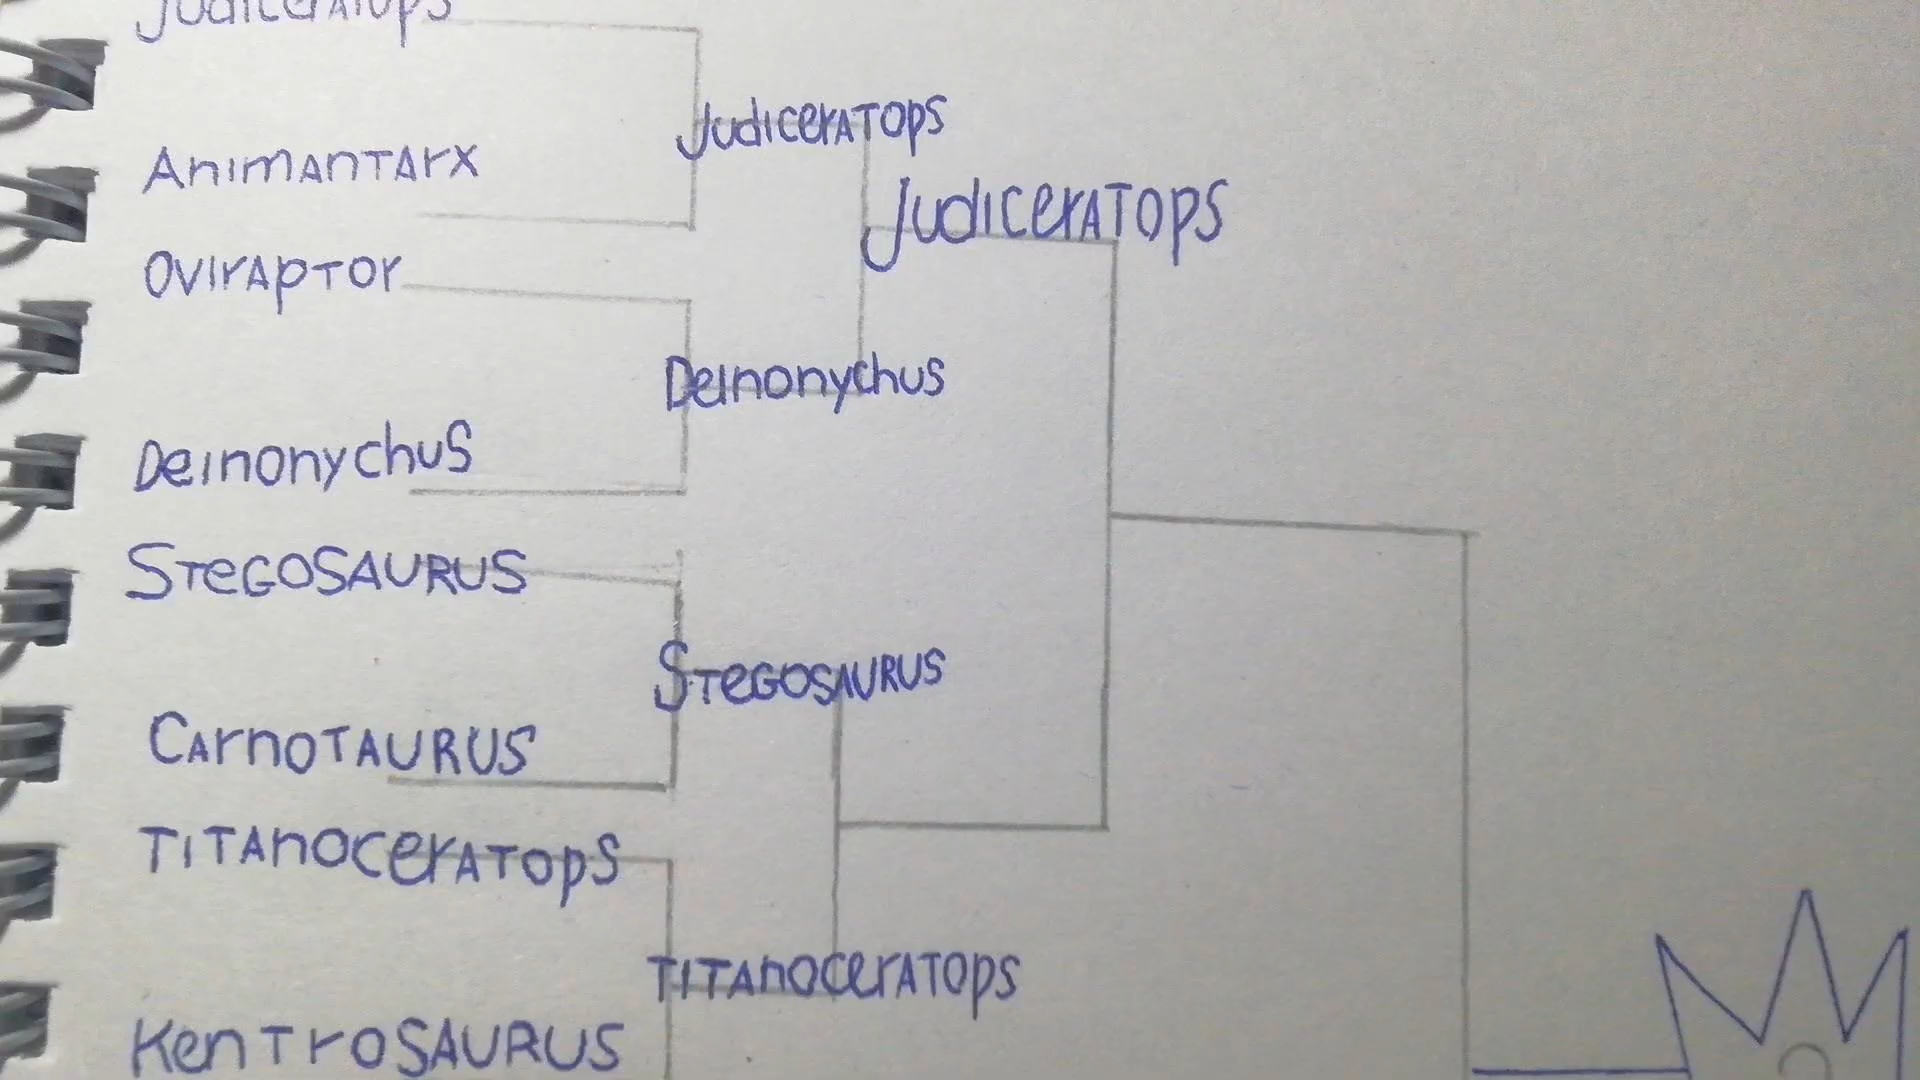 Judiceratops
Animantarx
Oviraptor
Deinonychus
Stegosaurus
Carnotaurus
Titanoceratops
Kentrosaurus
Judiceratops
Deinonychus
Stegosaurus
Titanoceratops
Judiceratops